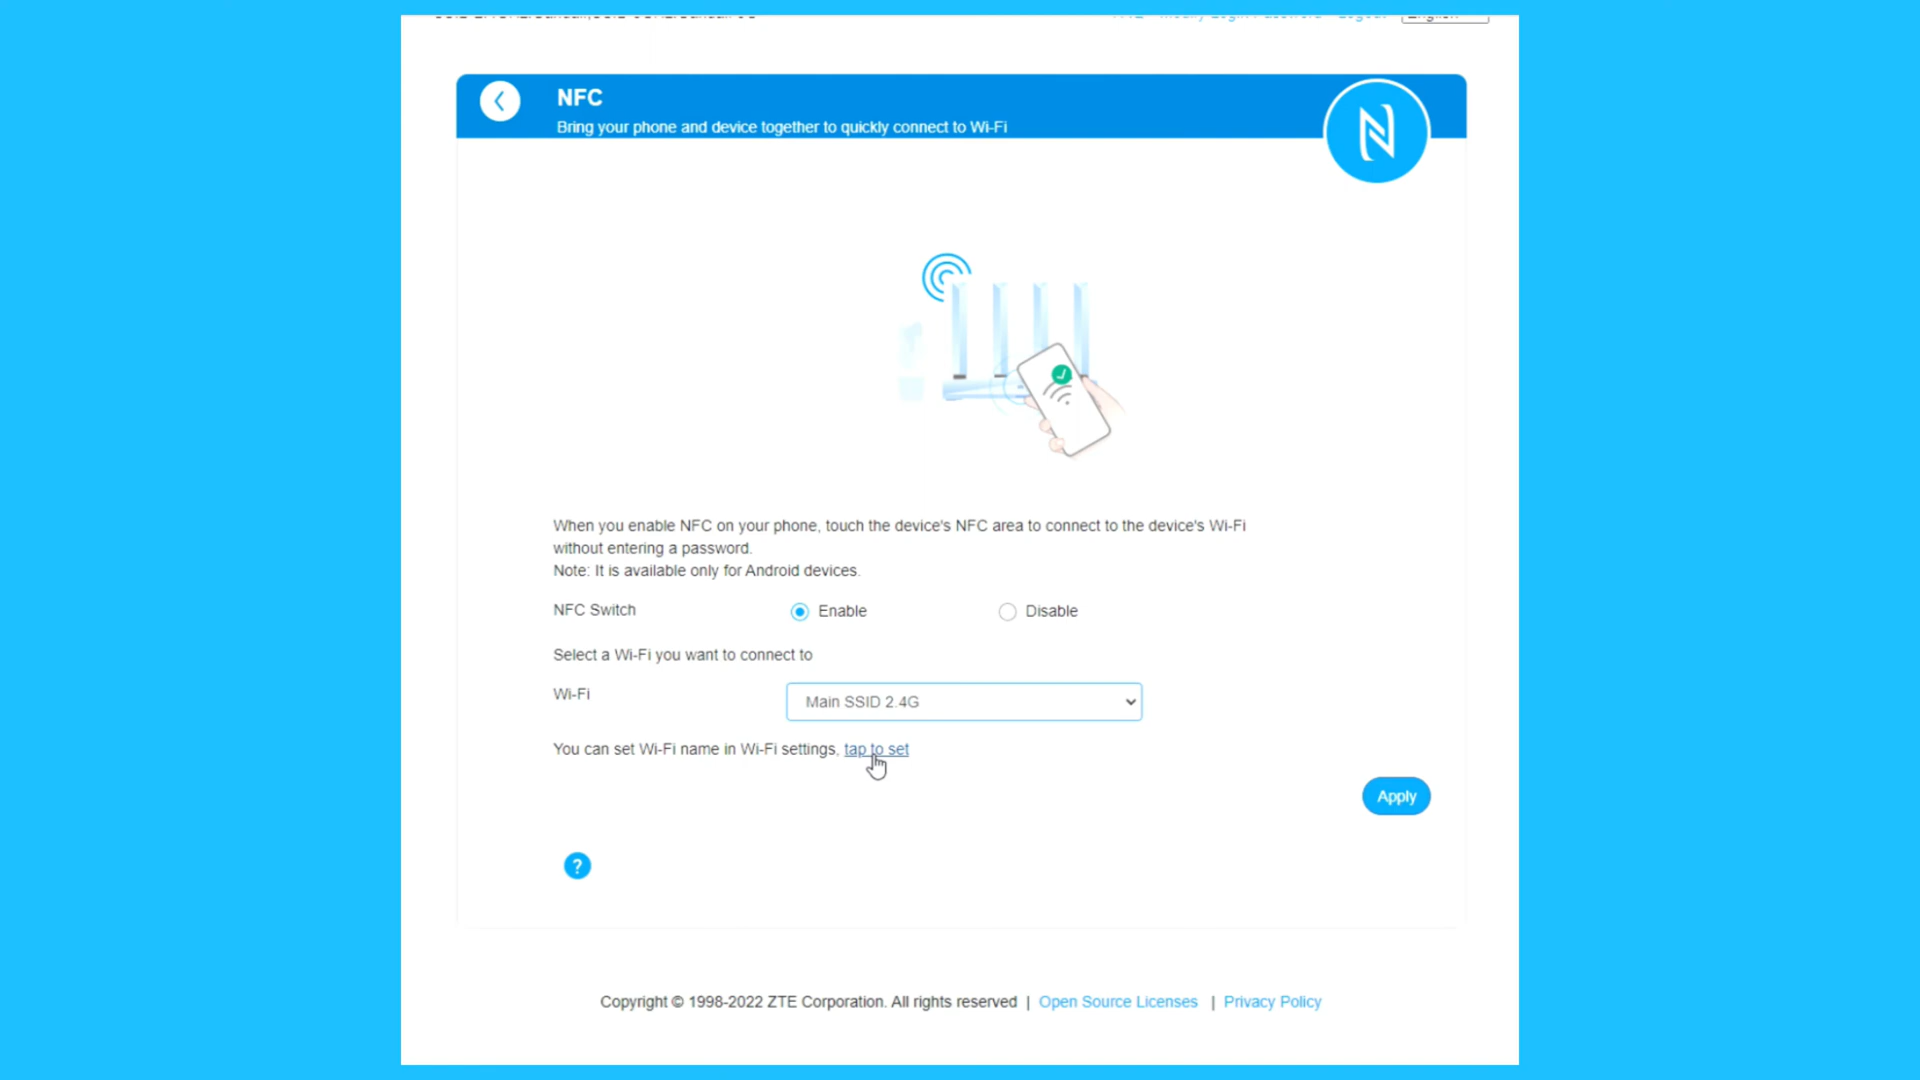 NFC
Bring your phone and device together to quickly connect to Wi-Fi
When you enable NFC on your phone, touch the device's NFC area to connect to the device's Wi-Fi
without entering a password.
Note: It is available only for Android devices.
NFC Switch Enable Disable
Select a Wi-Fi you want to connect to
Wi-Fi Main SSID 2.4G
You can set Wi-Fi name in Wi-Fi settings, tap to set
Apply
?
Copyright © 1998-2022 ZTE Corporation. All rights reserved | Open Source Licenses | Privacy Policy